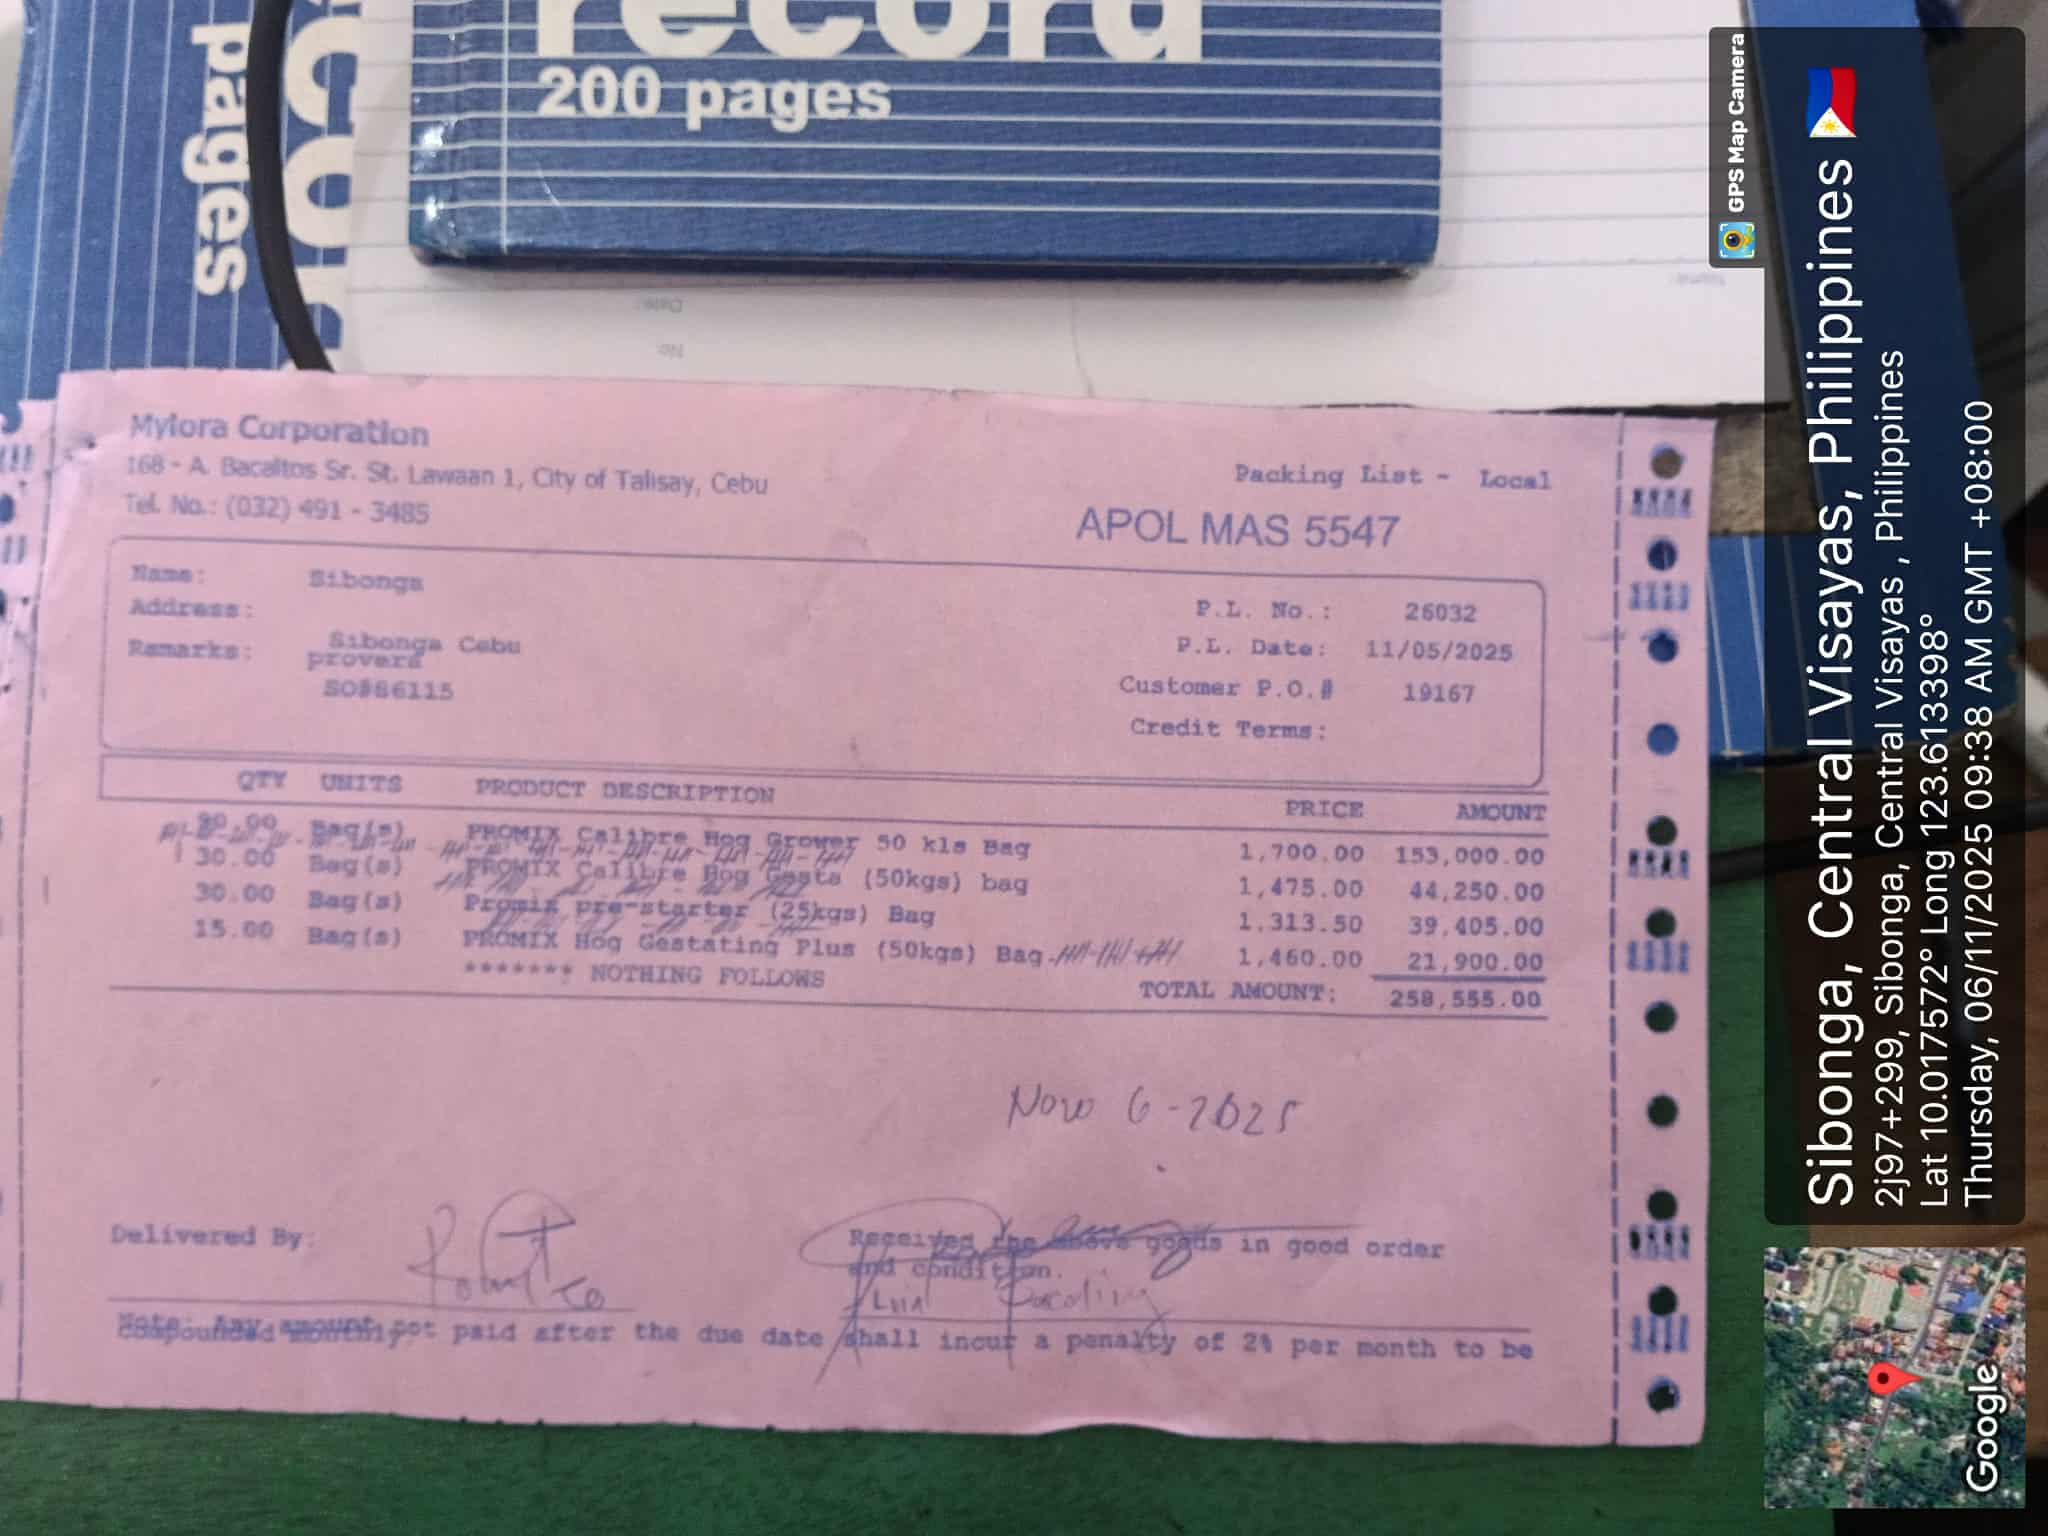 record
200 pages
pages
Date:
No:
Mylora Corporation
168 - A. Bacaltos Sr. St. Lawaan 1, City of Talisay, Cebu
Tel. No.: (032) 491 - 3485
Packing List - Local
APOL MAS 5547
Name: Sibonga
Address: Sibonga Cebu
Remarks: provera
SO#86115
P.L. No.: 26032
P.L. Date: 11/05/2025
Customer P.O.# 19167
Credit Terms:
QTY UNITS PRODUCT DESCRIPTION PRICE AMOUNT
90.00 Bag(s) PROMIX Calibre Hog Grower 50 kls Bag 1,700.00 153,000.00
30.00 Bag(s) PROMIX Calibre Hog Gesta (50kgs) bag 1,475.00 44,250.00
30.00 Bag(s) Promix pre-starter (25kgs) Bag 1,313.50 39,405.00
15.00 Bag(s) PROMIX Hog Gestating Plus (50kgs) Bag 1,460.00 21,900.00
******* NOTHING FOLLOWS
TOTAL AMOUNT: 258,555.00
Nov 6-2025
Delivered By:
Received the above goods in good order
and condition.
Note: Any amount not paid after the due date shall incur a penalty of 2% per month to be
compounded monthly
GPS Map Camera
Sibonga, Central Visayas, Philippines
2j97+299, Sibonga, Central Visayas , Philippines
Lat 10.017572° Long 123.613398°
Thursday, 06/11/2025 09:38 AM GMT +08:00
Google